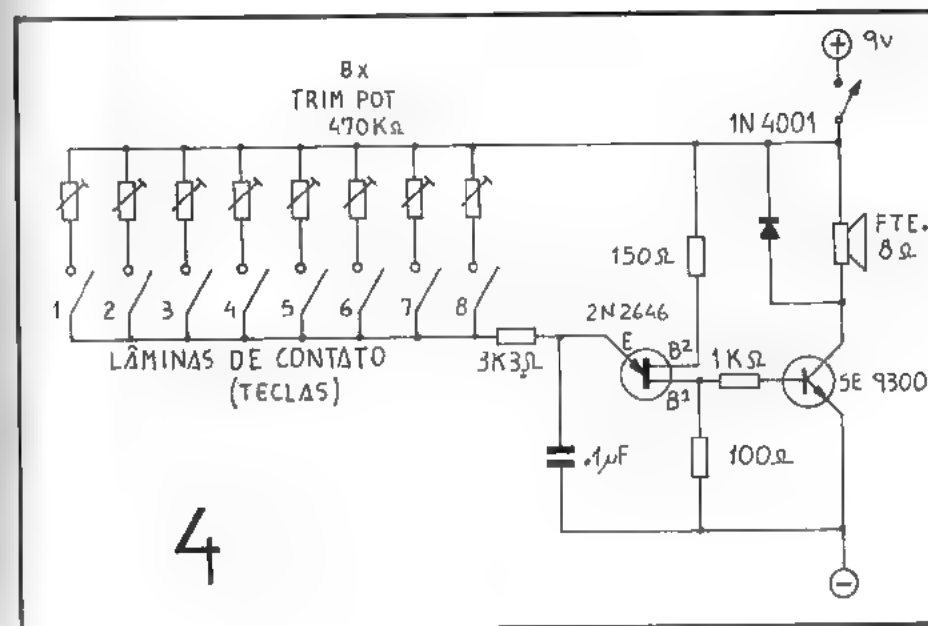 8x
TRIM POT
470KΩ
9V
1N 4001
FTE.
8Ω
150Ω
2N2646
1 2 3 4 5 6 7 8
E
B²
LÂMINAS DE CONTATO
(TECLAS)
3K3Ω
1KΩ
SE 9300
B¹
.1µF
100Ω
4